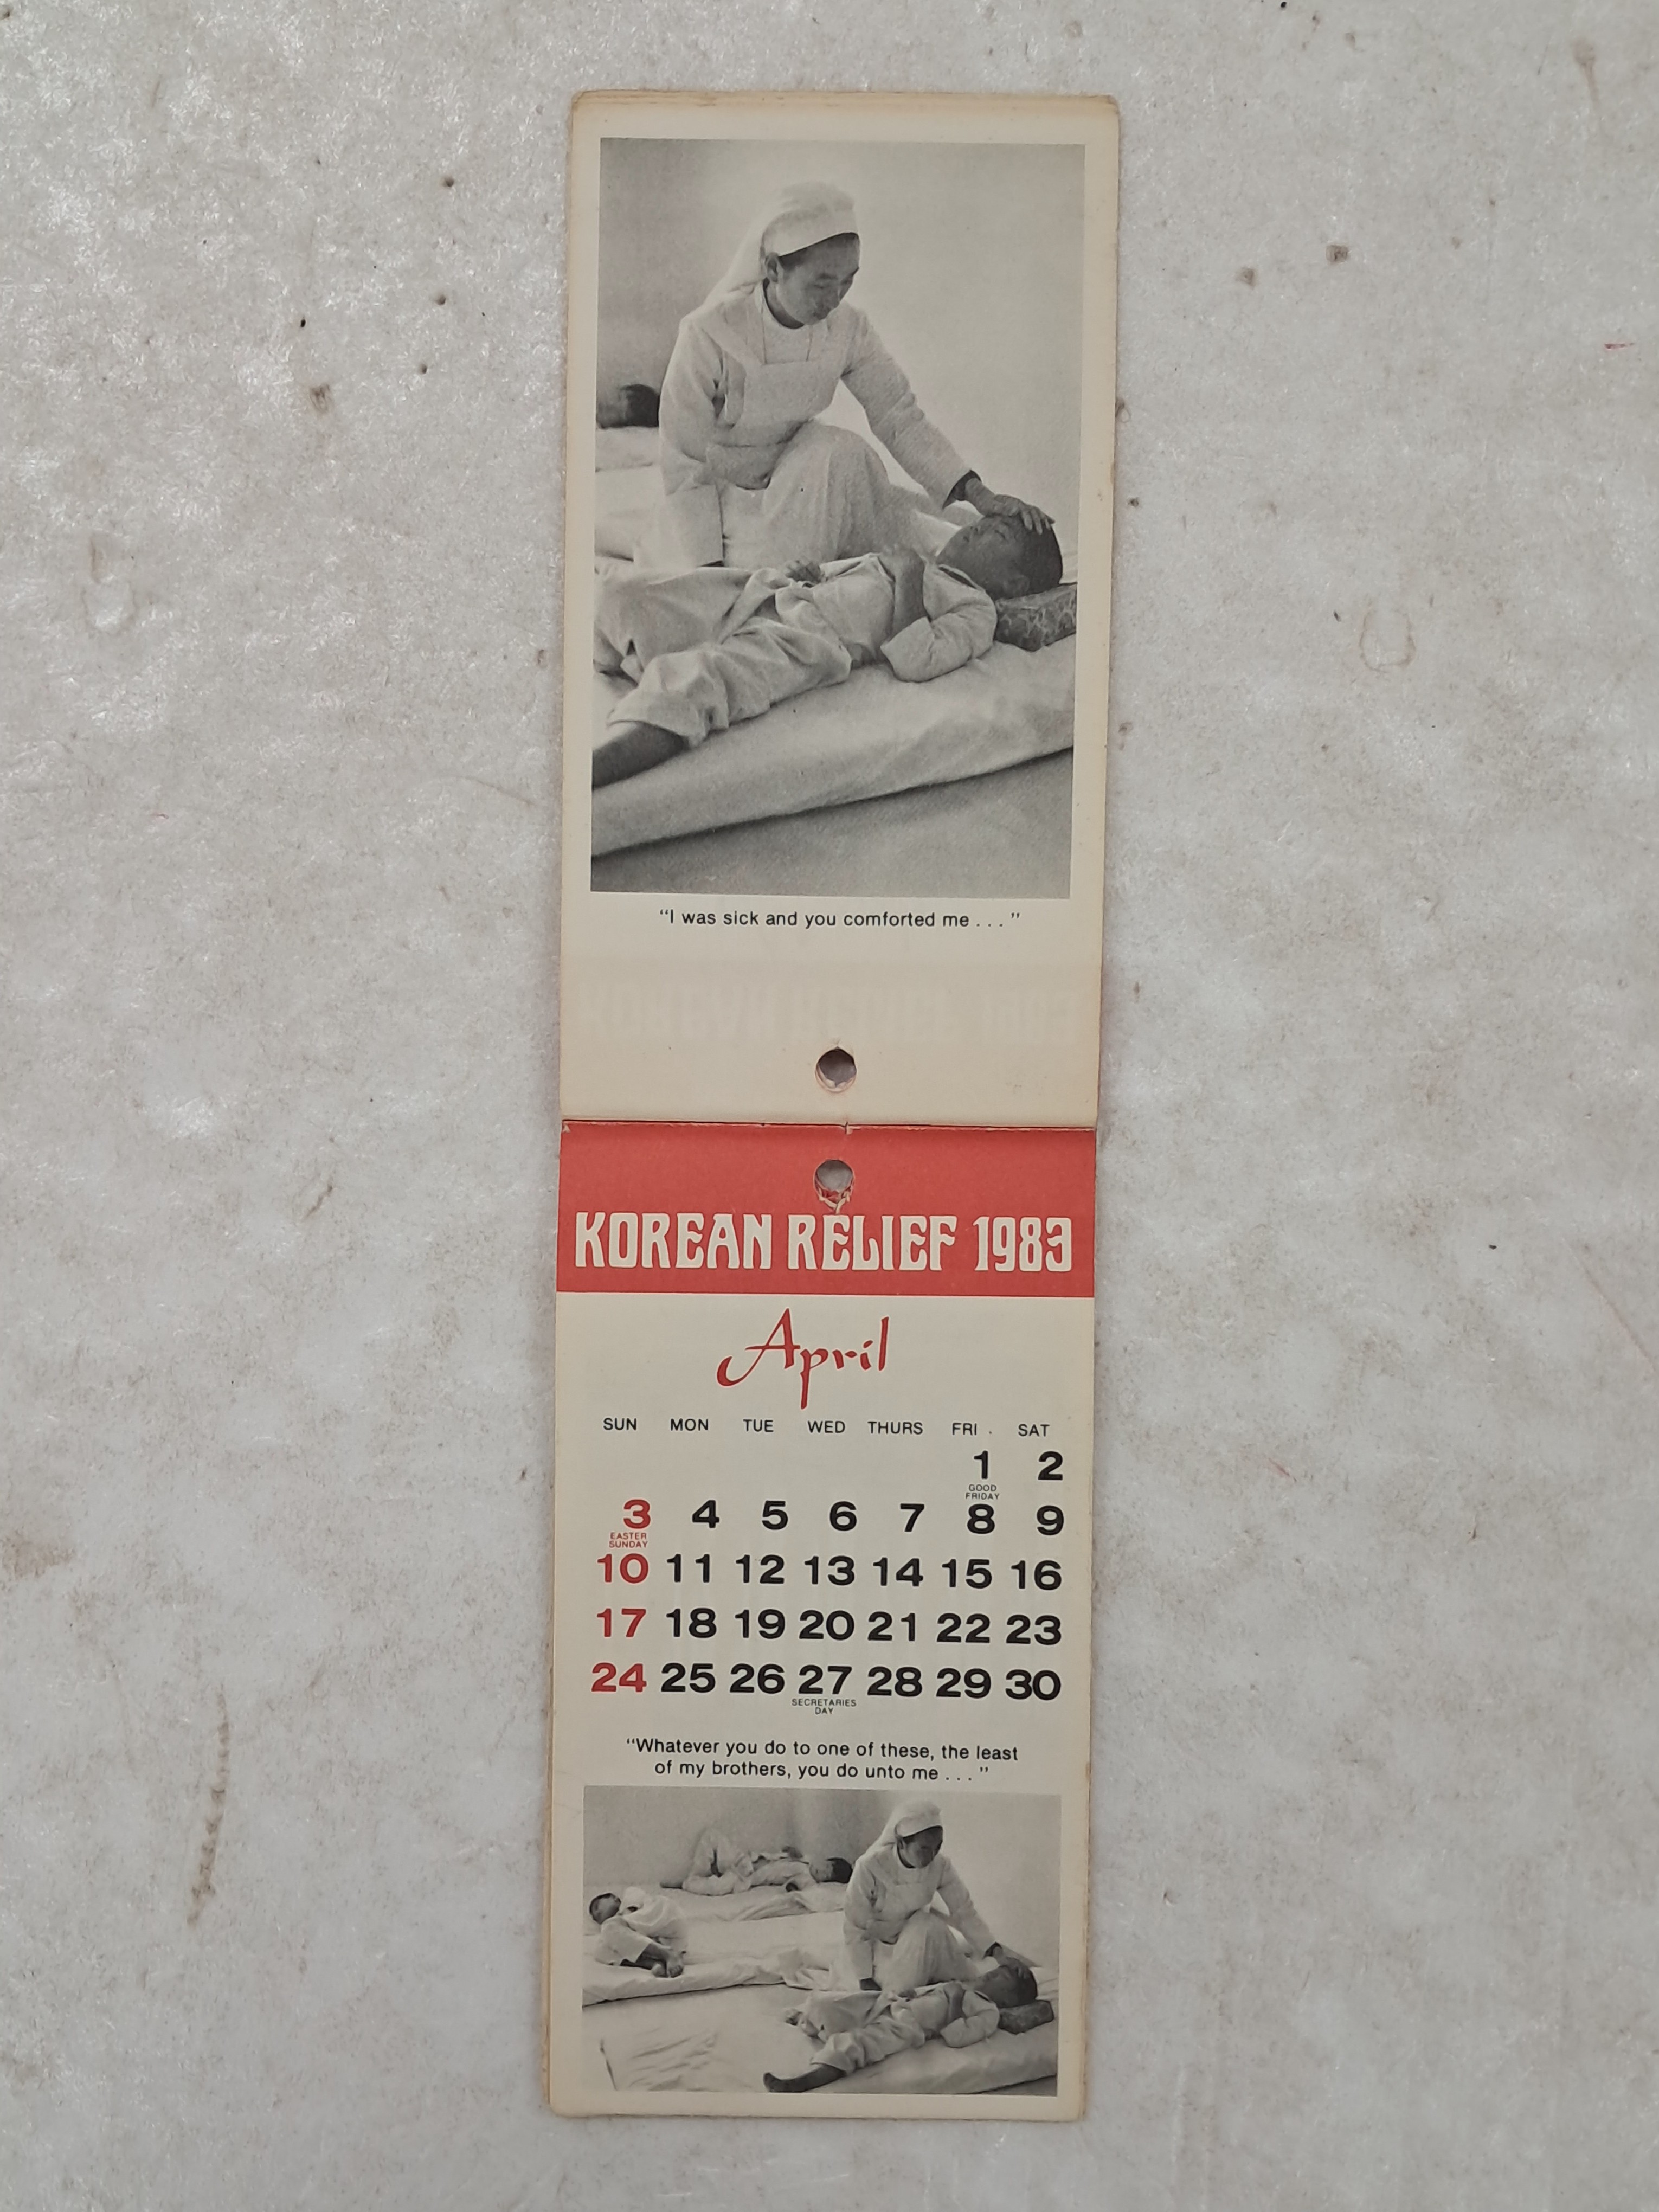 "I was sick and you comforted me . . . "
KOREAN RELIEF 1983
April
SUN MON TUE WED THURS FRI SAT
1 2
GOOD
FRIDAY
3 4 5 6 7 8 9
EASTER
SUNDAY
10 11 12 13 14 15 16
17 18 19 20 21 22 23
24 25 26 27 28 29 30
SECRETARIES
DAY
"Whatever you do to one of these, the least
of my brothers, you do unto me . . . "